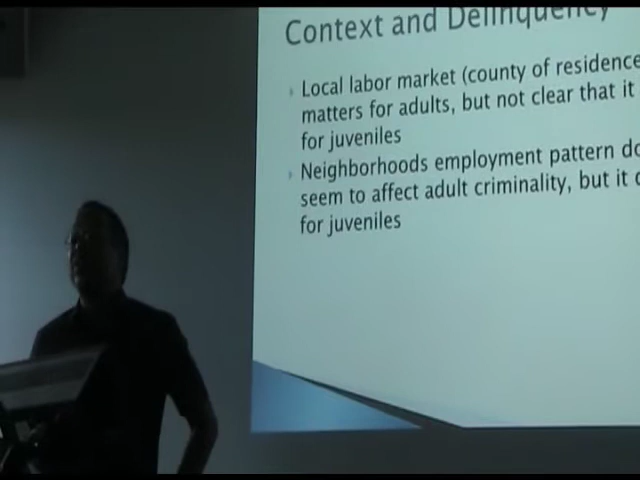 Context and Delinquency
Local labor market (county of residence
matters for adults, but not clear that it
for juveniles
Neighborhoods employment pattern do
seem to affect adult criminality, but it
for juveniles